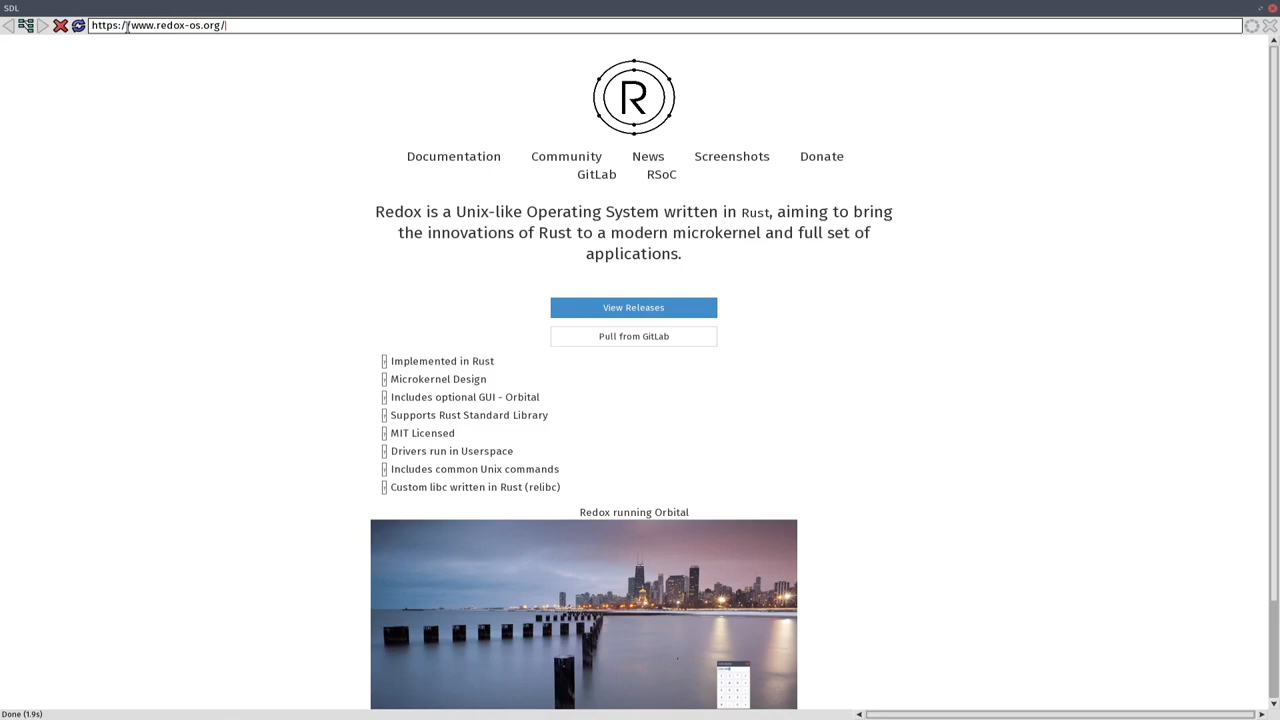 SDL
https://www.redox-os.org/
R
Documentation Community News Screenshots Donate
GitLab RSoC
Redox is a Unix-like Operating System written in Rust, aiming to bring
the innovations of Rust to a modern microkernel and full set of
applications.
View Releases
Pull from GitLab
Implemented in Rust
Microkernel Design
Includes optional GUI - Orbital
Supports Rust Standard Library
MIT Licensed
Drivers run in Userspace
Includes common Unix commands
Custom libc written in Rust (relibc)
Redox running Orbital
Done (1.9s)